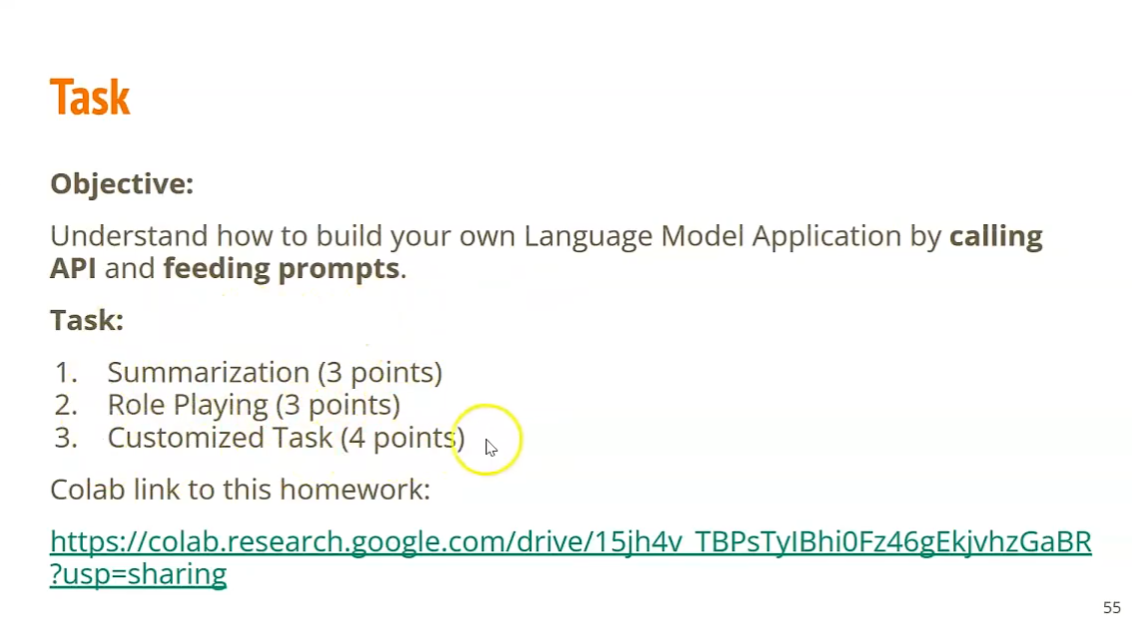 Task
Objective:
Understand how to build your own Language Model Application by calling
API and feeding prompts.
Task:
1. Summarization (3 points)
2. Role Playing (3 points)
3. Customized Task (4 points)
Colab link to this homework:
https://colab.research.google.com/drive/15jh4v_TBPsTyIBhi0Fz46gEkjvhzGaBR
?usp=sharing
55